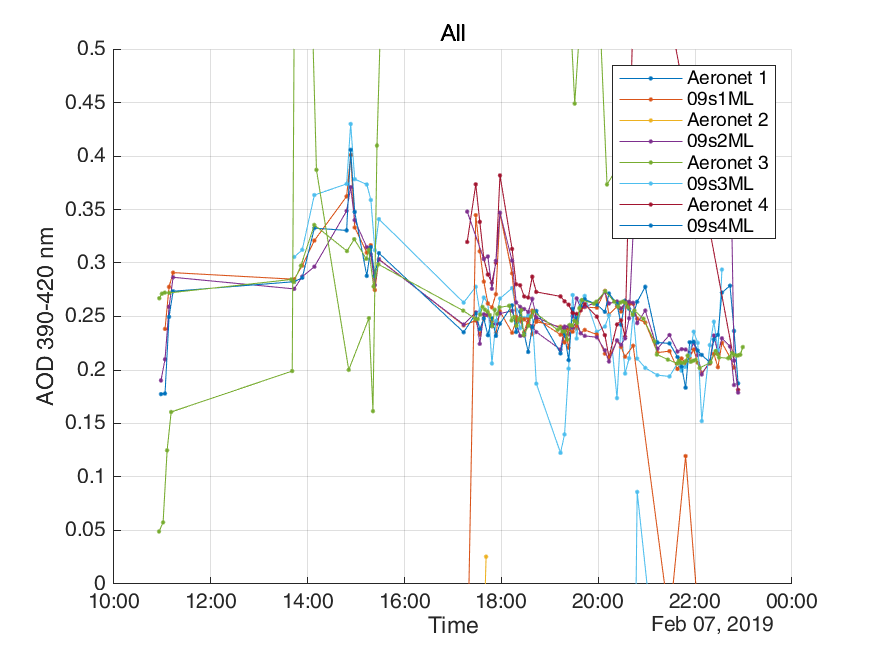 All
0.5
0.45
0.4
0.35
0.3
0.25
0.2
0.15
0.1
0.05
0
AOD 390-420 nm
Aeronet 1
09s1ML
Aeronet 2
09s2ML
Aeronet 3
09s3ML
Aeronet 4
09s4ML
10:00 12:00 14:00 16:00 18:00 20:00 22:00 00:00
Time
Feb 07, 2019